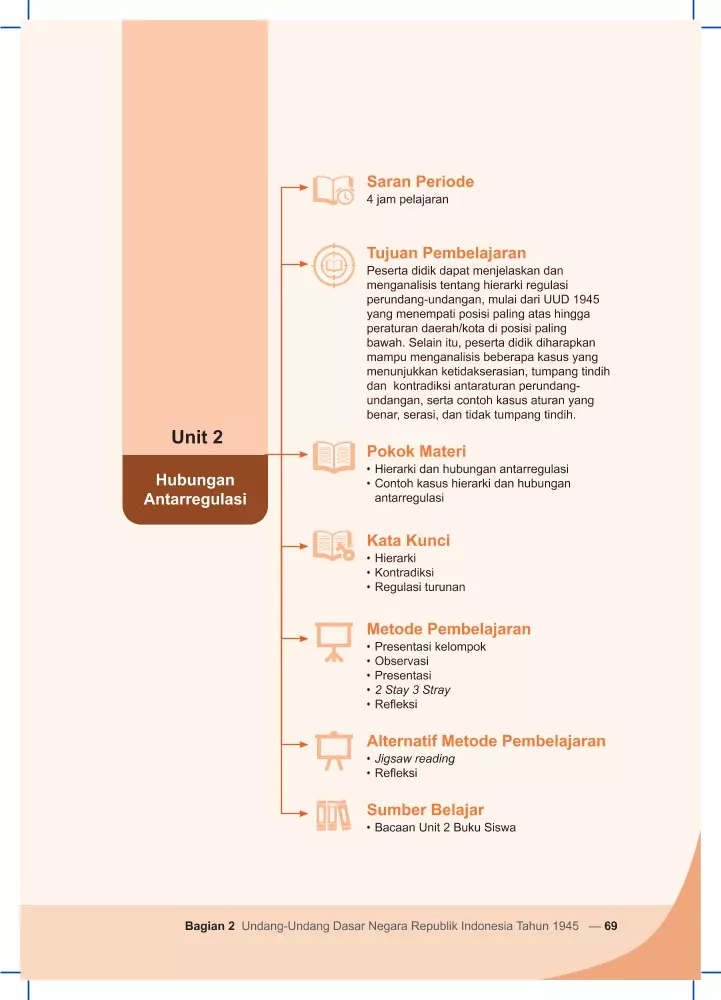 Unit 2
Hubungan
Antarregulasi
Saran Periode
4 jam pelajaran
Tujuan Pembelajaran
Peserta didik dapat menjelaskan dan
menganalisis tentang hierarki regulasi
perundang-undangan, mulai dari UUD 1945
yang menempati posisi paling atas hingga
peraturan daerah/kota di posisi paling
bawah. Selain itu, peserta didik diharapkan
mampu menganalisis beberapa kasus yang
menunjukkan ketidakserasian, tumpang tindih
dan kontradiksi antaraturan perundang-
undangan, serta contoh kasus aturan yang
benar, serasi, dan tidak tumpang tindih.
Pokok Materi
• Hierarki dan hubungan antarregulasi
• Contoh kasus hierarki dan hubungan
antarregulasi
Kata Kunci
• Hierarki
• Kontradiksi
• Regulasi turunan
Metode Pembelajaran
• Presentasi kelompok
• Observasi
• Presentasi
• 2 Stay 3 Stray
• Refleksi
Alternatif Metode Pembelajaran
• Jigsaw reading
• Refleksi
Sumber Belajar
• Bacaan Unit 2 Buku Siswa
Bagian 2 Undang-Undang Dasar Negara Republik Indonesia Tahun 1945 — 69